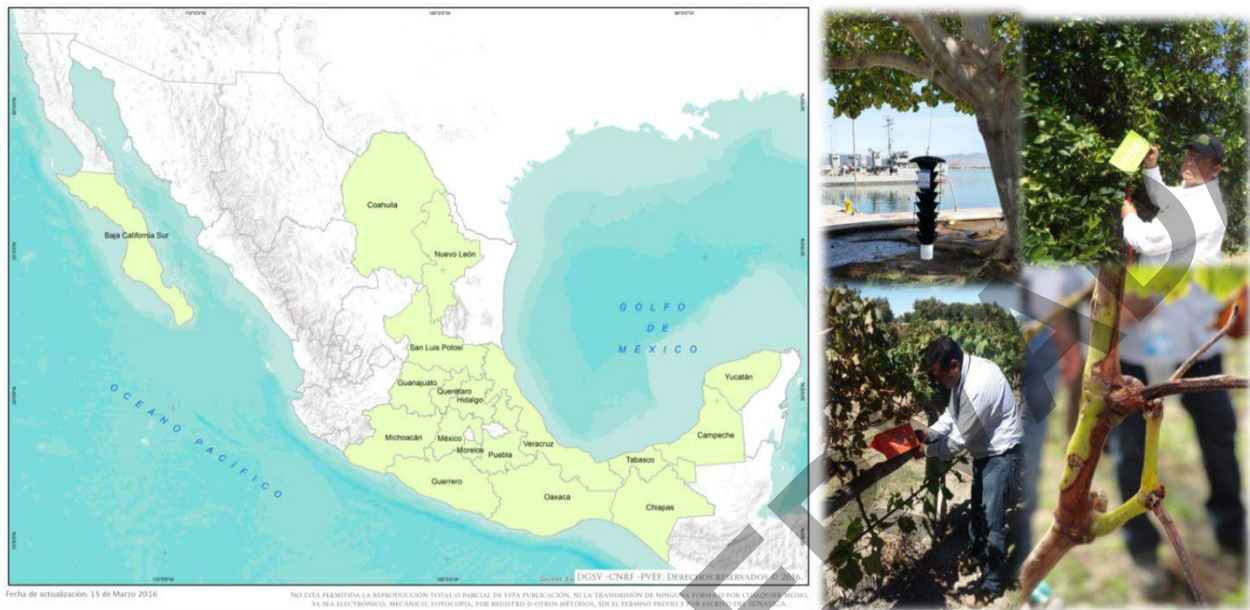 Coahuila
Baja California Sur
Nuevo León
GOLFO
DE
MÉXICO
San Luis Potosí
Yucatán
Guanajuato
Querétaro
Hidalgo
OCEANO PACÍFICO
Campeche
Michoacán
México
Veracruz
Morelos
Puebla
Tabasco
Guerrero
Oaxaca
Chiapas
DGSV -CNRF -PVEF. DERECHOS RESERVADOS © 2016.
Fecha de actualización: 15 de Marzo 2016
NO ESTÁ PERMITIDA LA REPRODUCCIÓN TOTAL O PARCIAL DE ESTA PUBLICACIÓN, NI LA TRANSMISIÓN DE NINGUNA FORMA O POR CUALQUIER MEDIO,
YA SEA ELECTRÓNICO, MECÁNICO, FOTOCOPIA, POR REGISTRO U OTROS MÉTODOS, SIN EL PERMISO PREVIO Y POR ESCRITO DEL SENASICA.